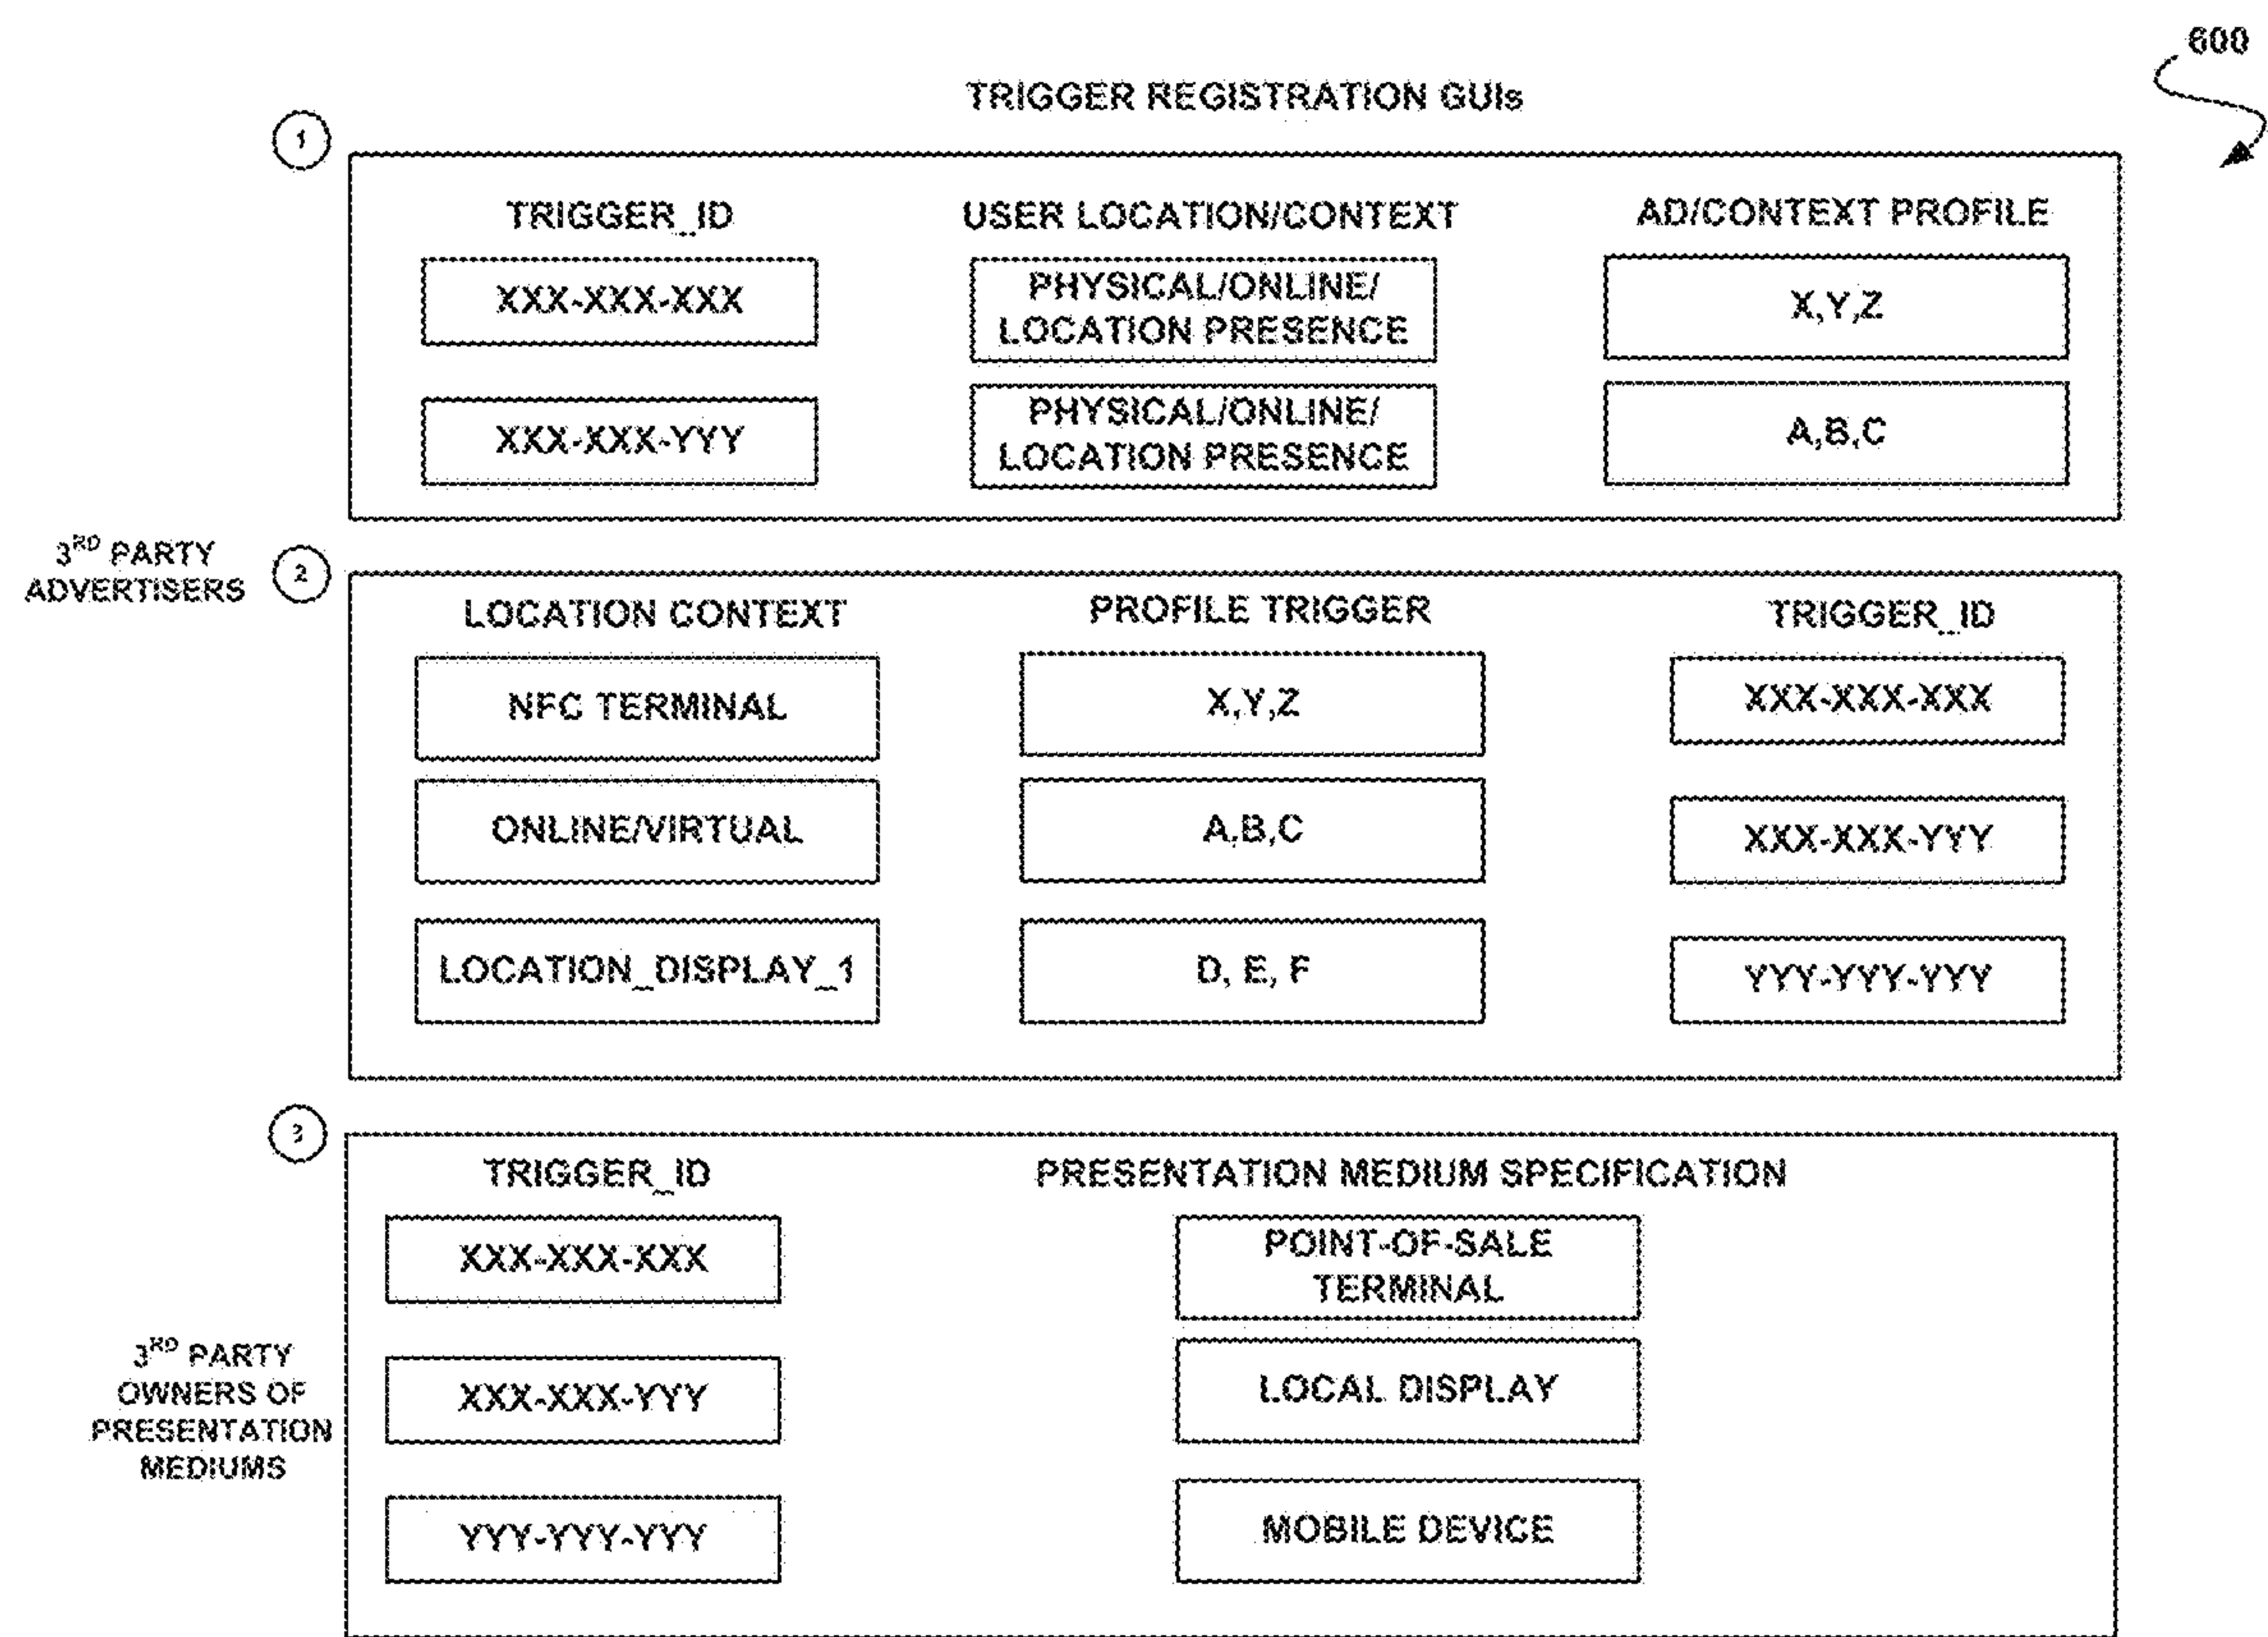 600
TRIGGER REGISTRATION GUIs
1
TRIGGER_ID
USER LOCATION/CONTEXT
AD/CONTEXT PROFILE
XXX-XXX-XXX
PHYSICAL/ONLINE/
LOCATION PRESENCE
X,Y,Z
XXX-XXX-YYY
PHYSICAL/ONLINE/
LOCATION PRESENCE
A,B,C
3RD PARTY
ADVERTISERS
2
LOCATION CONTEXT
PROFILE TRIGGER
TRIGGER_ID
NFC TERMINAL
X,Y,Z
XXX-XXX-XXX
ONLINE/VIRTUAL
A,B,C
XXX-XXX-YYY
LOCATION_DISPLAY_1
D, E, F
YYY-YYY-YYY
3
TRIGGER_ID
PRESENTATION MEDIUM SPECIFICATION
XXX-XXX-XXX
POINT-OF-SALE
TERMINAL
3RD PARTY
OWNERS OF
PRESENTATION
MEDIUMS
XXX-XXX-YYY
LOCAL DISPLAY
YYY-YYY-YYY
MOBILE DEVICE